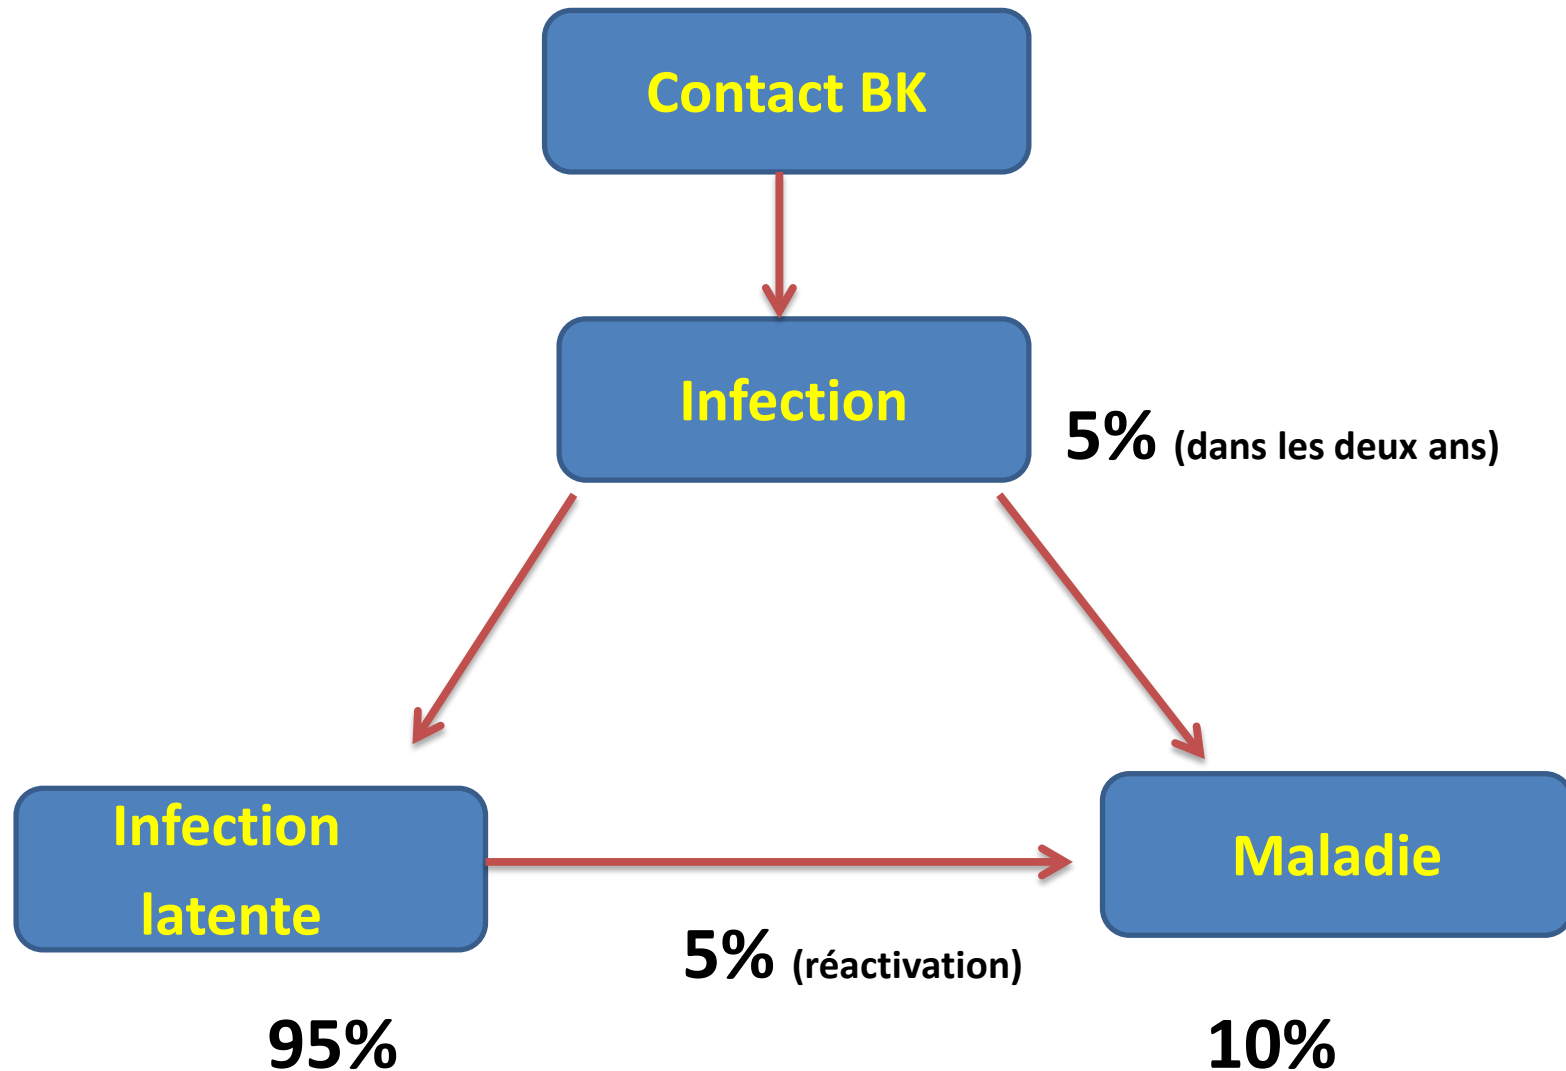 Contact BK
Infection
5% (dans les deux ans)
Infection
latente
Maladie
5% (réactivation)
95%
10%